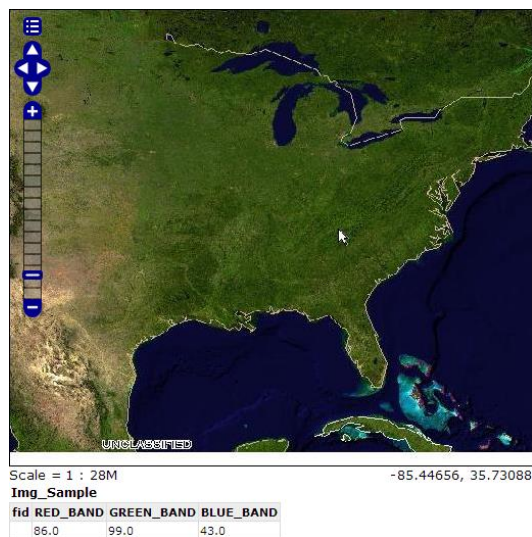 UNCLASSIFIED
Scale = 1 : 28M
-85.44656, 35.73088
Img_Sample
fid RED_BAND GREEN_BAND BLUE_BAND
86.0 99.0 43.0